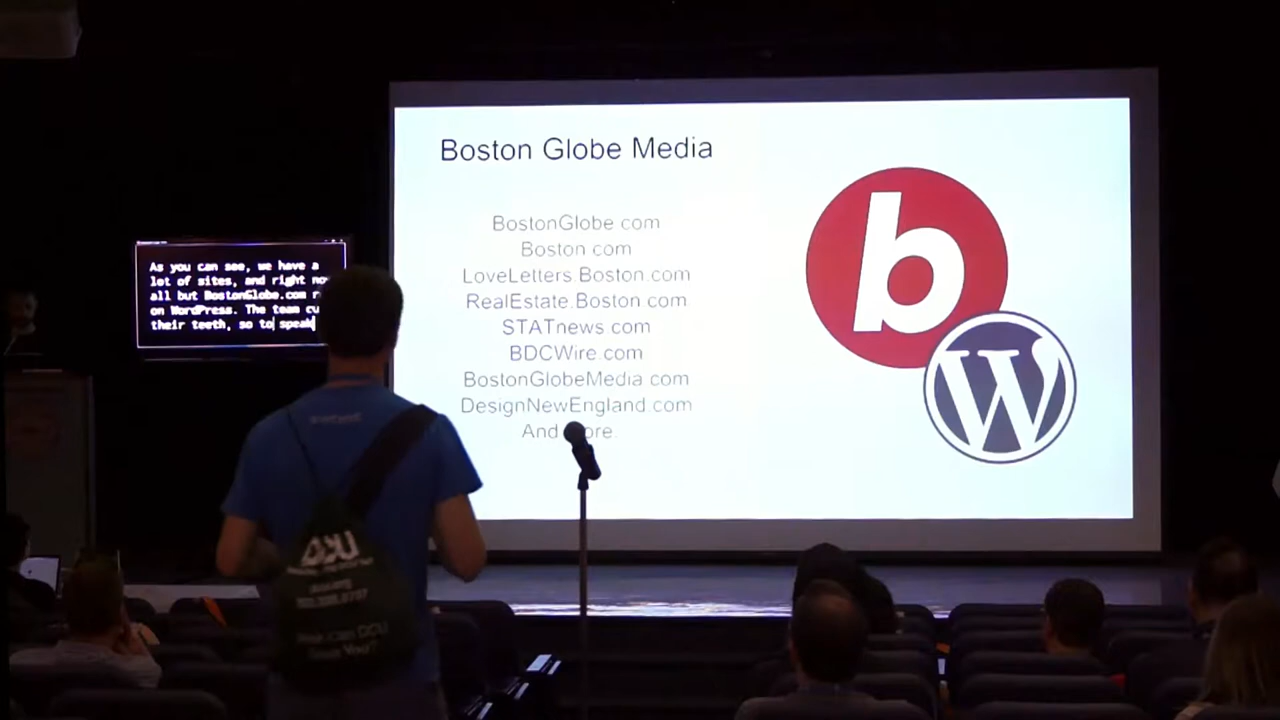 Boston Globe Media
BostonGlobe.com
Boston.com
LoveLetters.Boston.com
RealEstate.Boston.com
STATnews.com
BDCWire.com
BostonGlobeMedia.com
DesignNewEngland.com
And ore.
b
W
As you can see, we have a
lot of sites, and right
all but BostonGlobe.com
on WordPress. The team
their teeth, so to speak
DCU